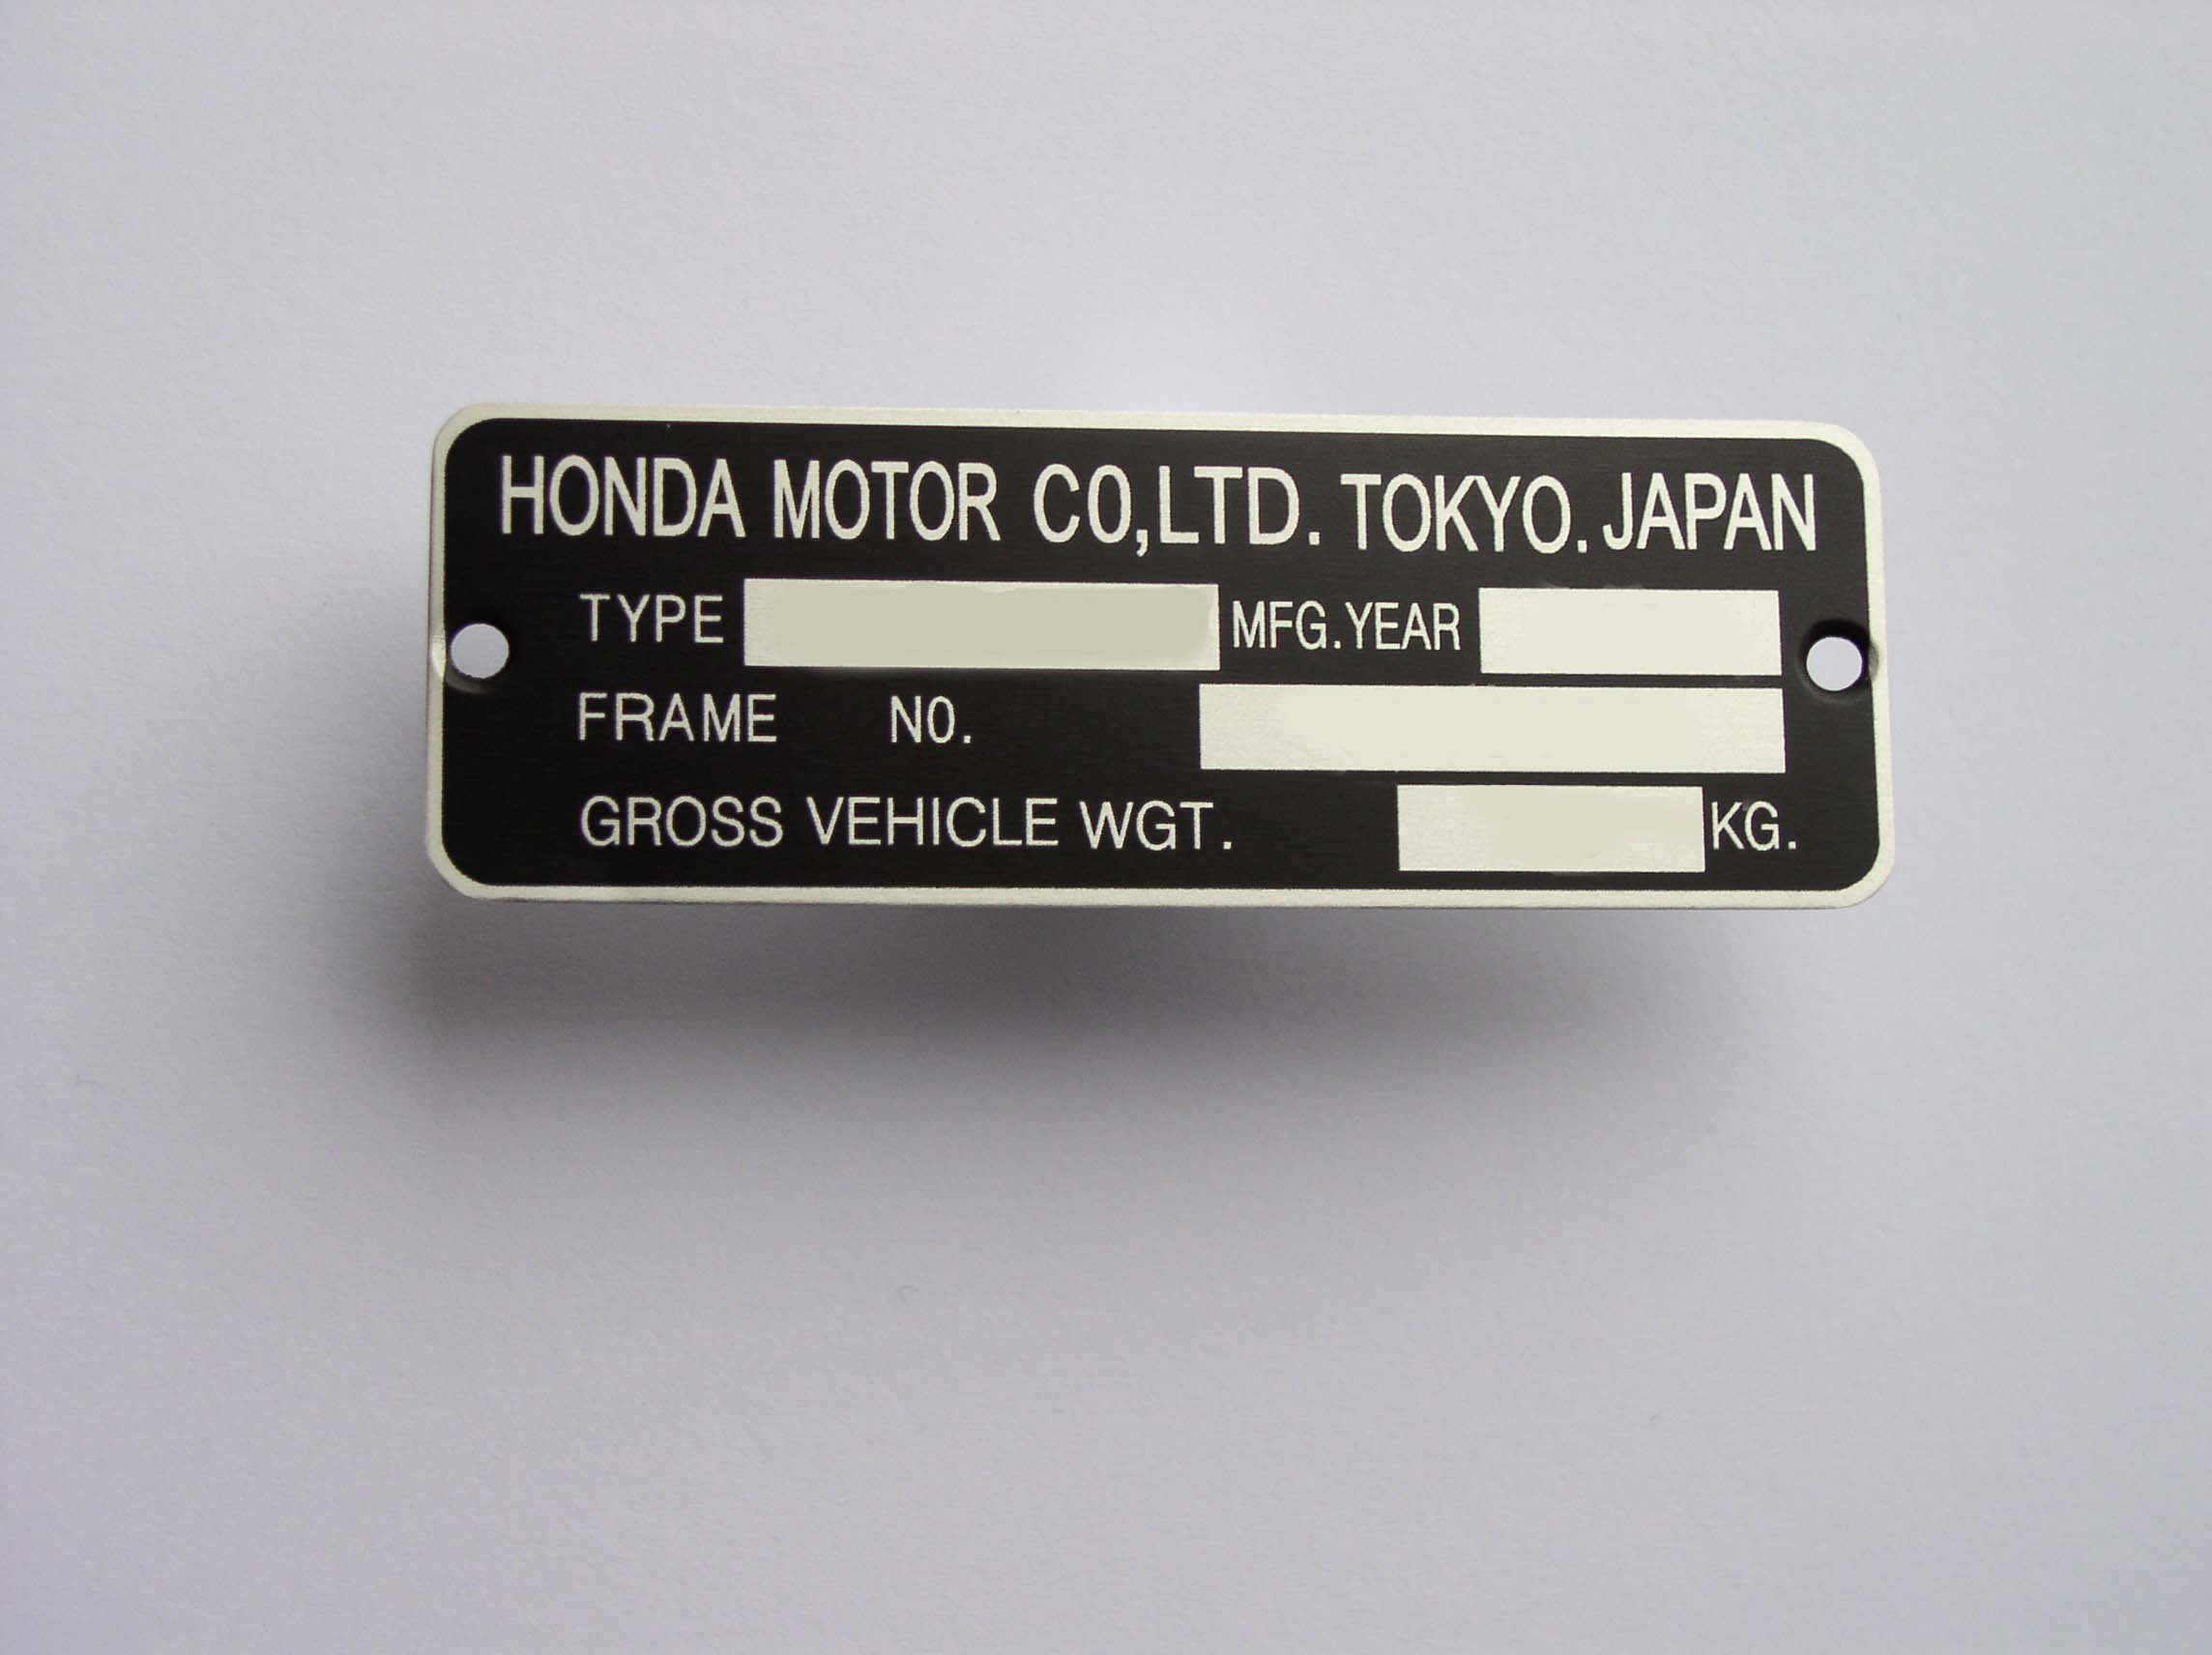 HONDA MOTOR CO,LTD. TOKYO. JAPAN
TYPE MFG.YEAR
FRAME NO.
GROSS VEHICLE WGT. KG.